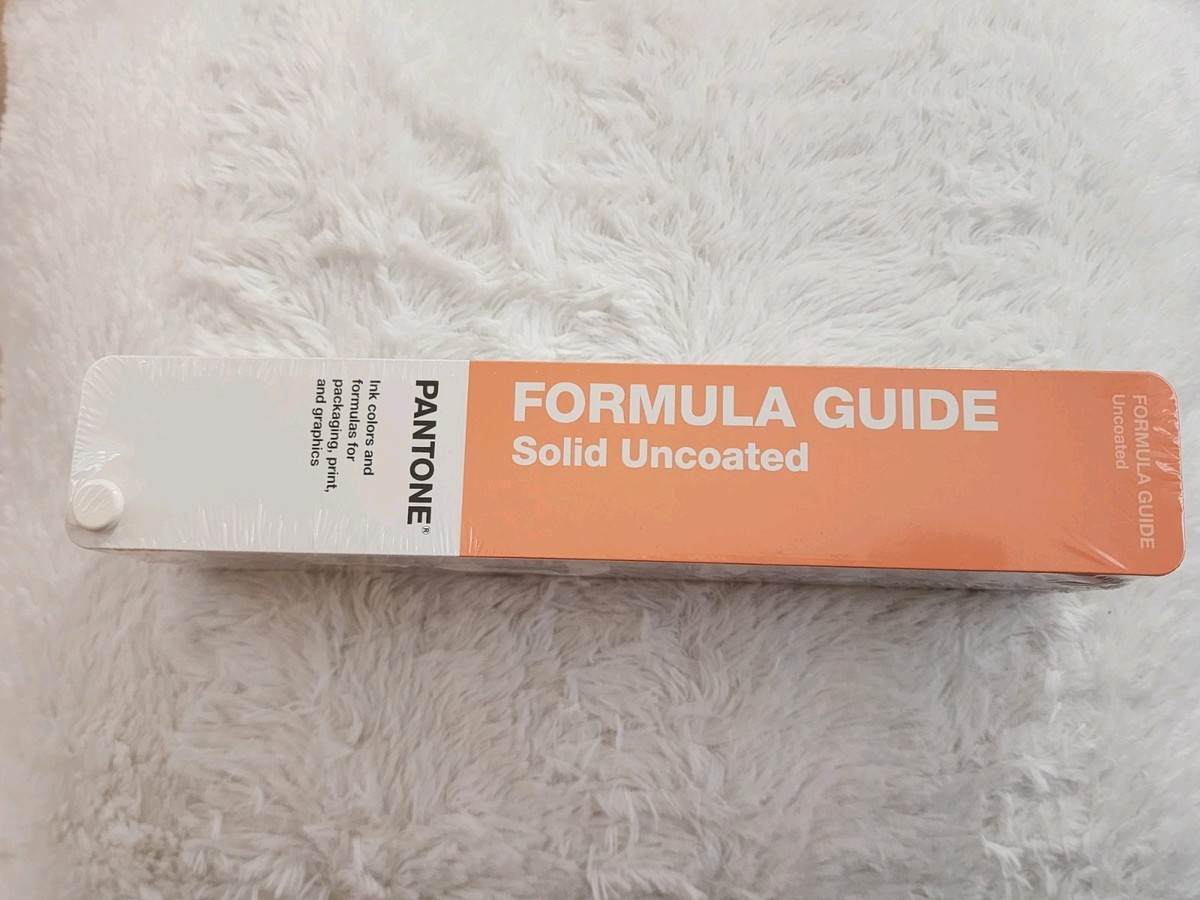 PANTONE®
Ink colors and
formulas for
packaging, print,
and graphics
FORMULA GUIDE
Solid Uncoated
FORMULA GUIDE
Uncoated